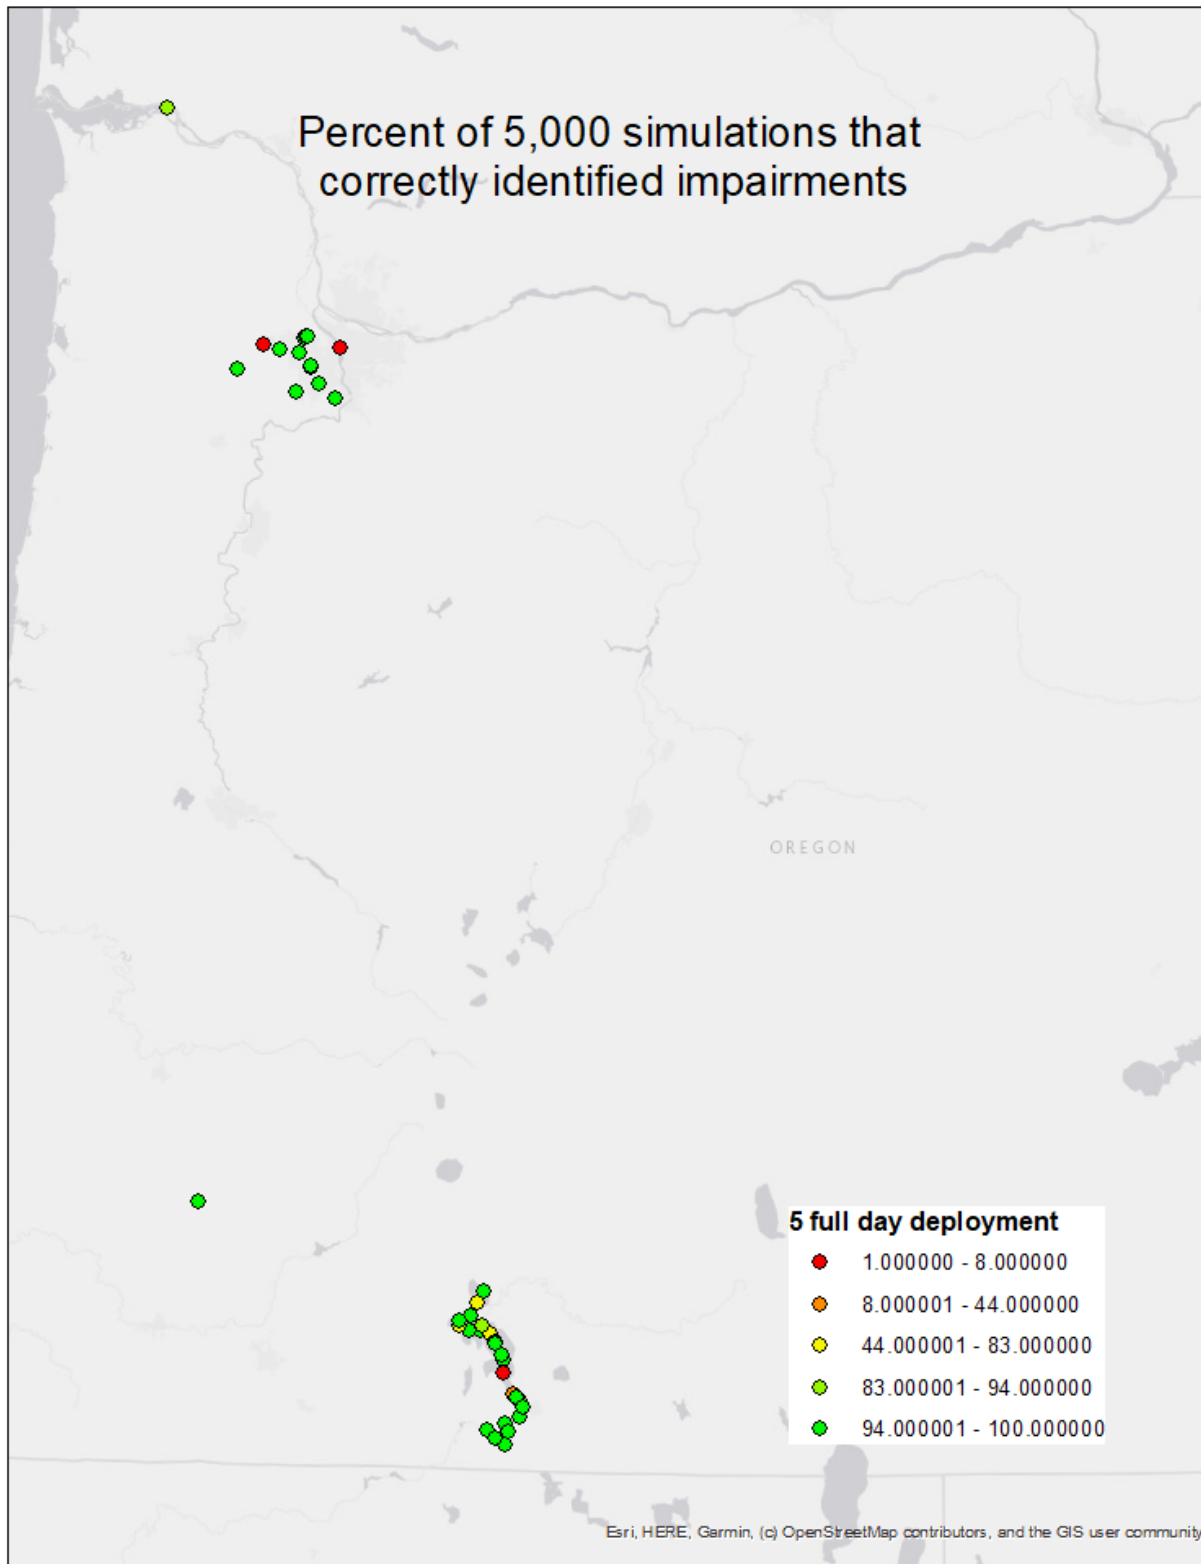 Percent of 5,000 simulations that
correctly identified impairments
OREGON
5 full day deployment
1.000000 - 8.000000
8.000001 - 44.000000
44.000001 - 83.000000
83.000001 - 94.000000
94.000001 - 100.000000
Esri, HERE, Garmin, (c) OpenStreetMap contributors, and the GIS user community